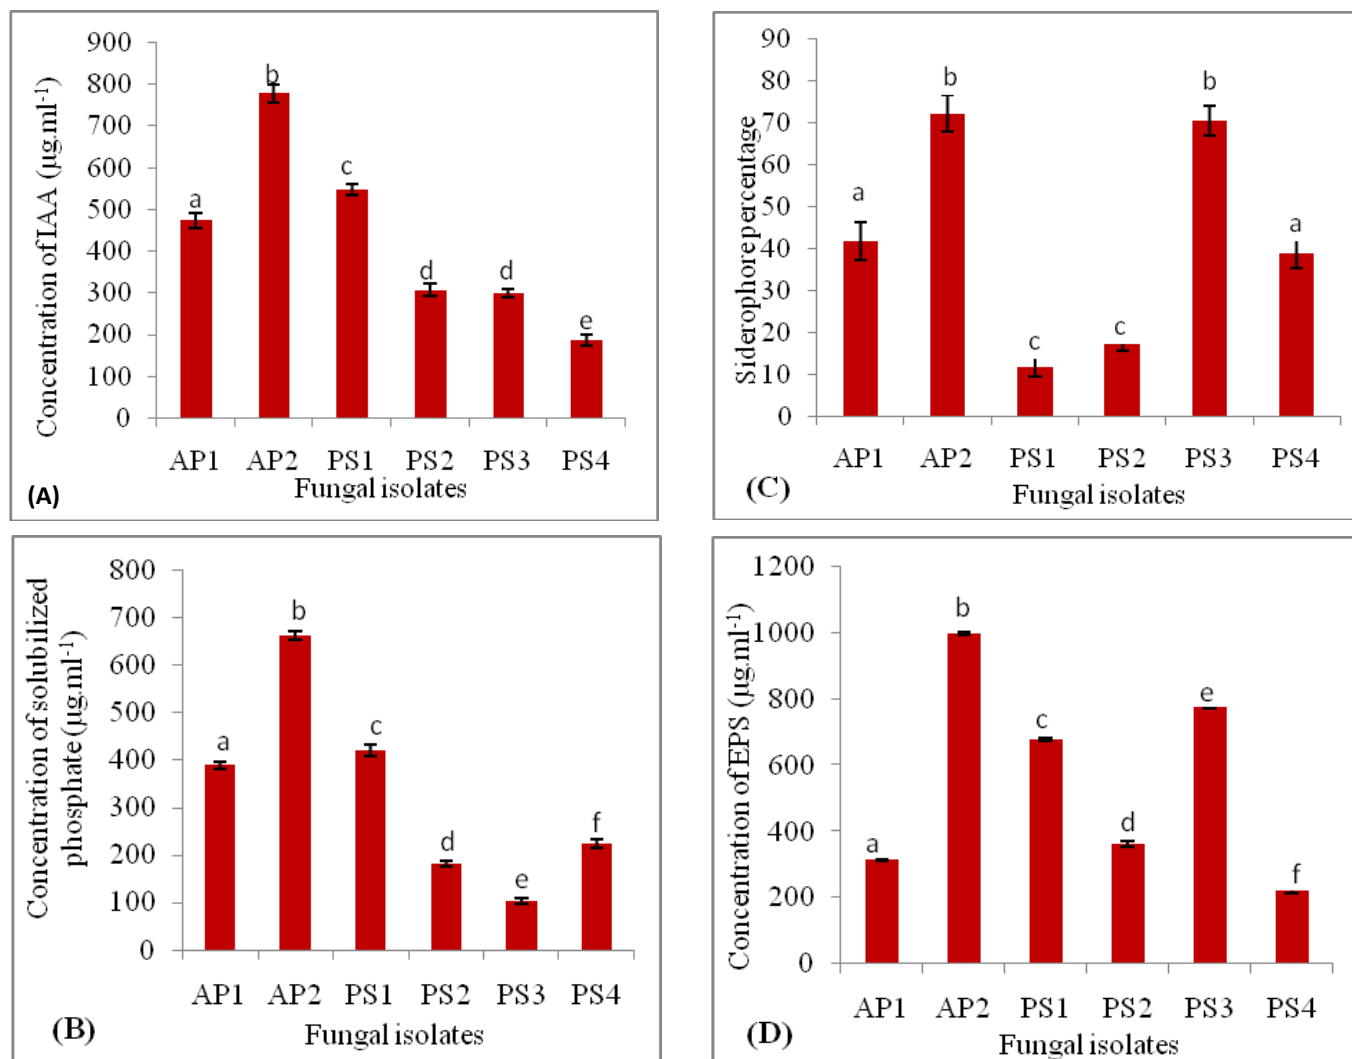 900
800
700
600
500
400
300
200
100
0
Concentration of IAA (µg.ml⁻¹)
a
b
c
d
d
e
AP1 AP2 PS1 PS2 PS3 PS4
Fungal isolates
(A)
90
80
70
60
50
40
30
20
10
0
Siderophore percentage
a
b
c
c
b
a
AP1 AP2 PS1 PS2 PS3 PS4
Fungal isolates
(C)
800
700
600
500
400
300
200
100
0
Concentration of solubilized
phosphate (µg.ml⁻¹)
a
b
c
d
e
f
AP1 AP2 PS1 PS2 PS3 PS4
Fungal isolates
(B)
1200
1000
800
600
400
200
0
Concentration of EPS (µg.ml⁻¹)
a
b
c
d
e
f
AP1 AP2 PS1 PS2 PS3 PS4
Fungal isolates
(D)